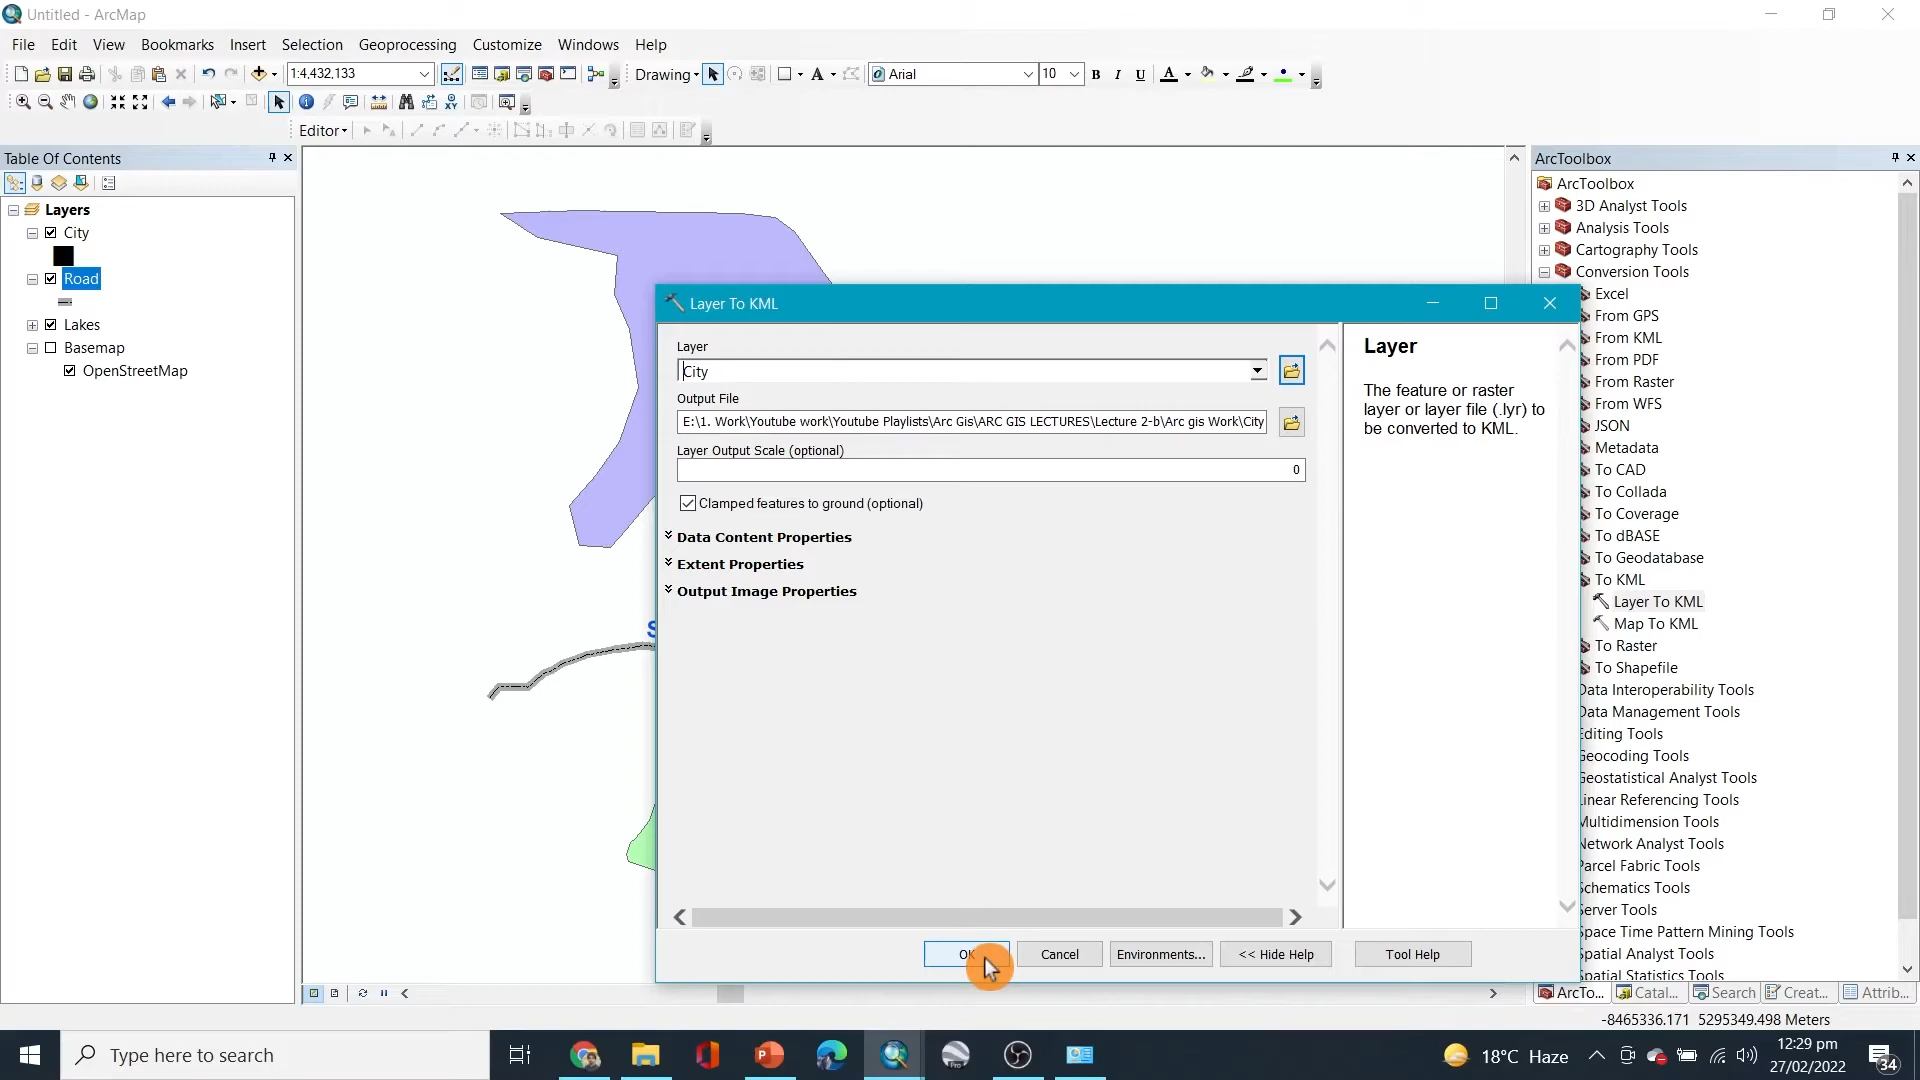 Untitled - ArcMap
File Edit View Bookmarks Insert Selection Geoprocessing Customize Windows Help
1:4,432,133 Drawing Arial 10 B I U A
Editor
Table Of Contents
Layers
City
Road
Lakes
Basemap
OpenStreetMap
Layer To KML
Layer
City
Output File
E:\1. Work\Youtube work\Youtube Playlists\Arc Gis\ARC GIS LECTURES\Lecture 2-b\Arc gis Work\City
Layer Output Scale (optional)
0
Clamped features to ground (optional)
Data Content Properties
Extent Properties
Output Image Properties
OK Cancel Environments... << Hide Help Tool Help
Layer
The feature or raster
layer or layer file (.lyr) to
be converted to KML.
ArcToolbox
ArcToolbox
3D Analyst Tools
Analysis Tools
Cartography Tools
Conversion Tools
Excel
From GPS
From KML
From PDF
From Raster
From WFS
JSON
Metadata
To CAD
To Collada
To Coverage
To dBASE
To Geodatabase
To KML
Layer To KML
Map To KML
To Raster
To Shapefile
Data Interoperability Tools
Data Management Tools
Editing Tools
Geocoding Tools
Geostatistical Analyst Tools
Linear Referencing Tools
Multidimension Tools
Network Analyst Tools
Parcel Fabric Tools
Schematics Tools
Server Tools
Space Time Pattern Mining Tools
Spatial Analyst Tools
Spatial Statistics Tools
ArcTo... Catal... Search Creat... Attrib...
-8465336.171 5295349.498 Meters
Type here to search
18°C Haze
12:29 pm
27/02/2022
34